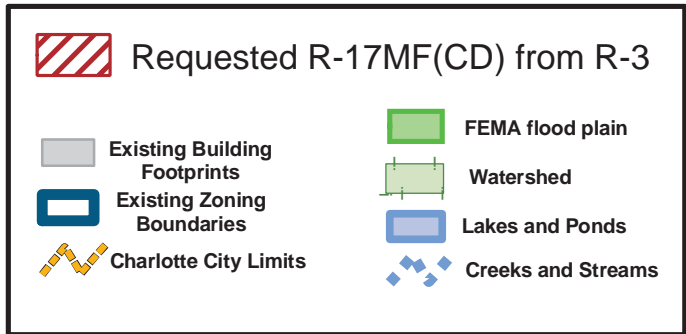 Requested R-17MF(CD) from R-3
Existing Building
Footprints
Existing Zoning
Boundaries
Charlotte City Limits
FEMA flood plain
Watershed
Lakes and Ponds
Creeks and Streams